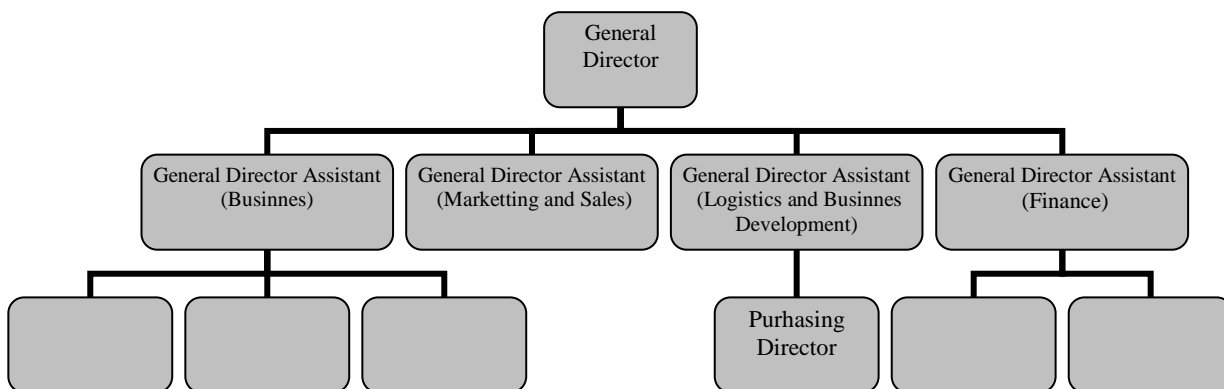 General
Director
General Director Assistant
(Businnes)
General Director Assistant
(Marketting and Sales)
General Director Assistant
(Logistics and Businnes
Development)
General Director Assistant
(Finance)
Purhasing
Director